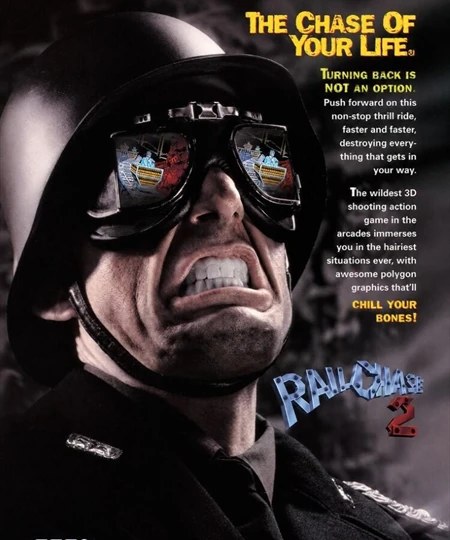 THE CHASE OF
YOUR LIFE.
TURNING BACK IS
NOT AN OPTION.
Push forward on this
non-stop thrill ride,
faster and faster,
destroying every-
thing that gets in
your way.
The wildest 3D
shooting action
game in the
arcades immerses
you in the hairiest
situations ever, with
awesome polygon
graphics that'll
CHILL YOUR
BONES!
RAIL CHASE
2